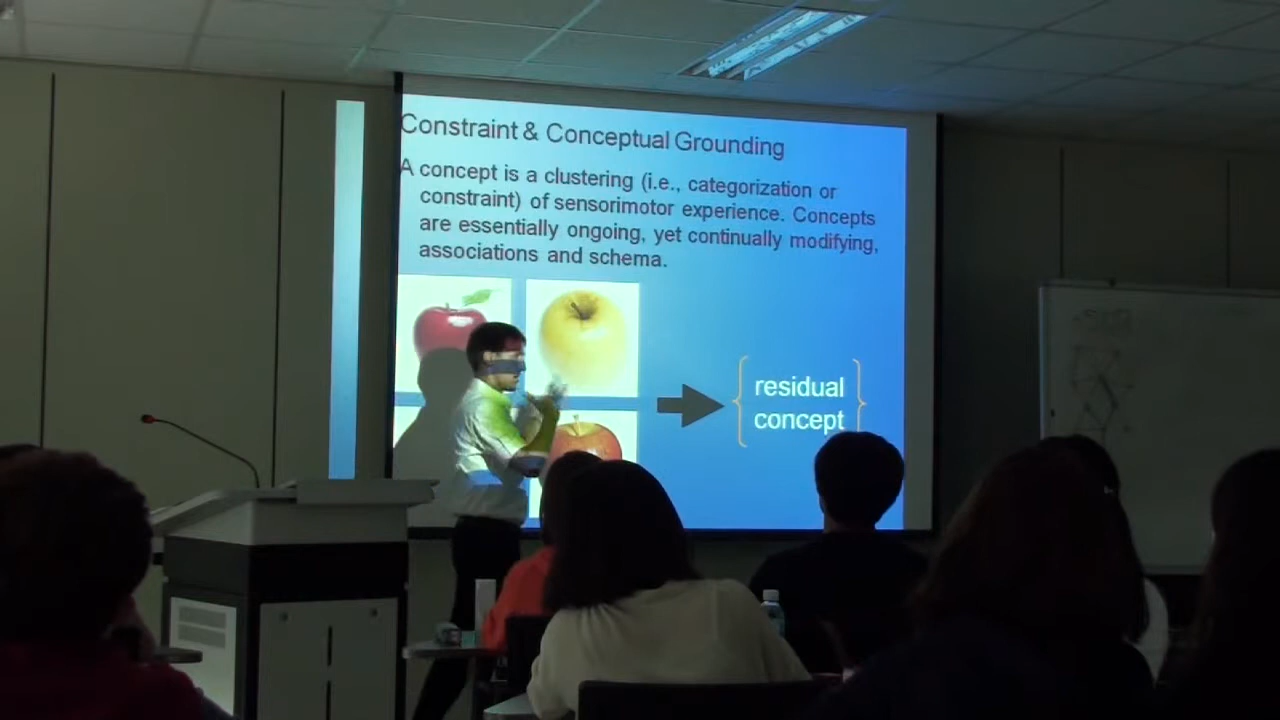 Constraint & Conceptual Grounding
A concept is a clustering (i.e., categorization or
constraint) of sensorimotor experience. Concepts
are essentially ongoing, yet continually modifying,
associations and schema.
residual
concept